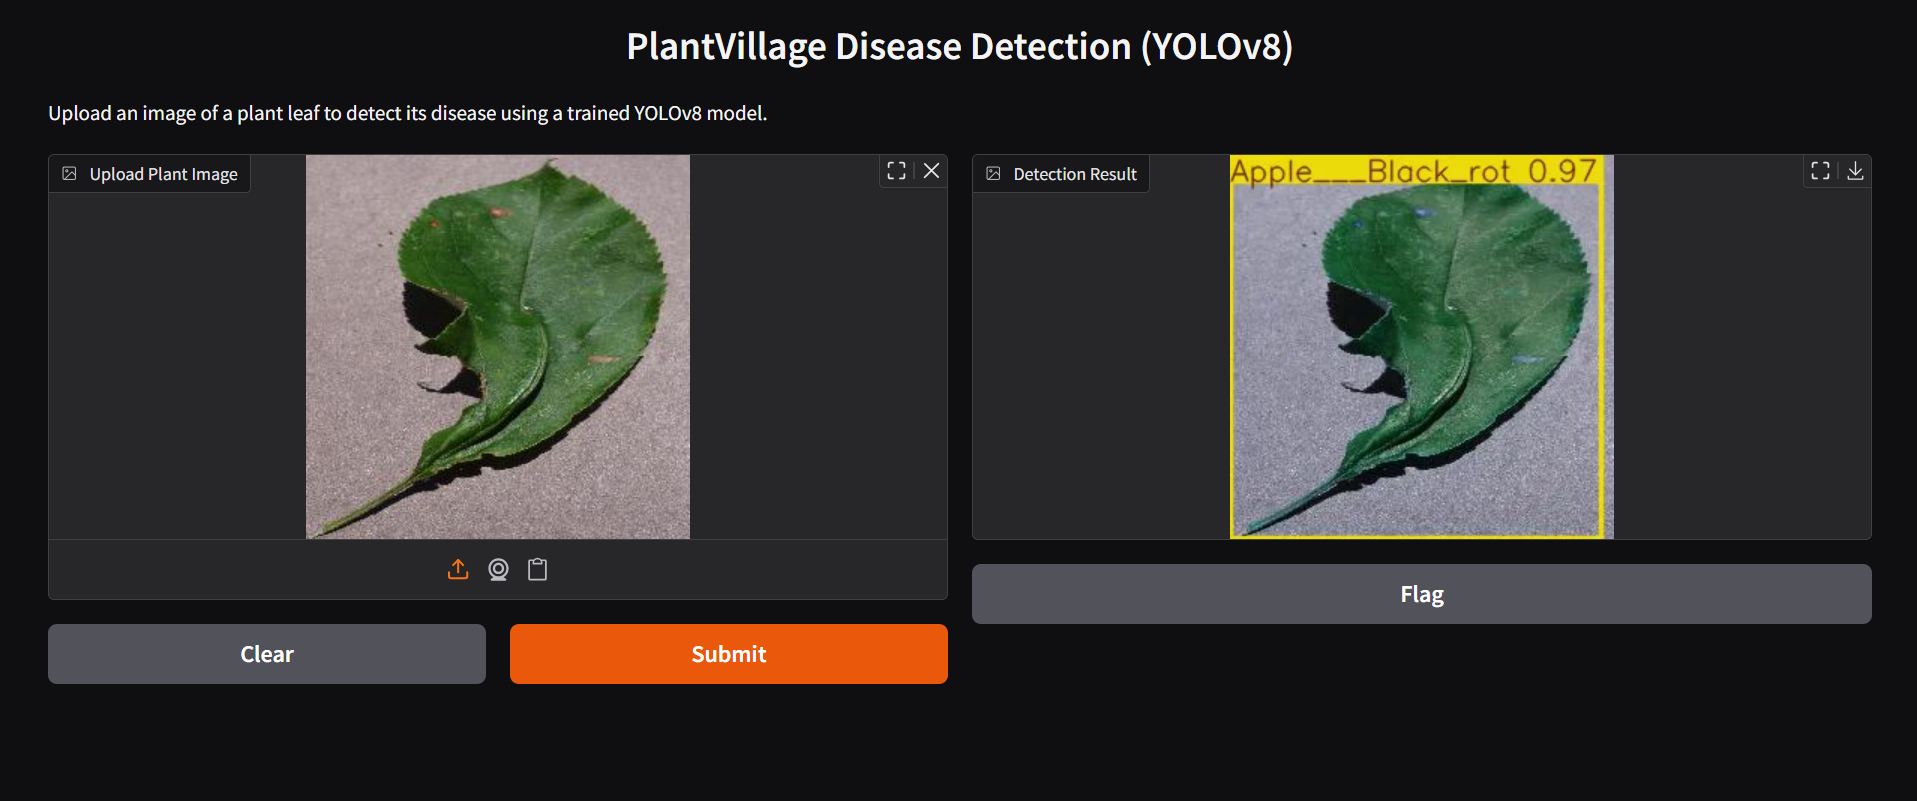 PlantVillage Disease Detection (YOLOv8)
Upload an image of a plant leaf to detect its disease using a trained YOLOv8 model.
Upload Plant Image
Detection Result
Apple___Black_rot 0.97
Flag
Clear
Submit